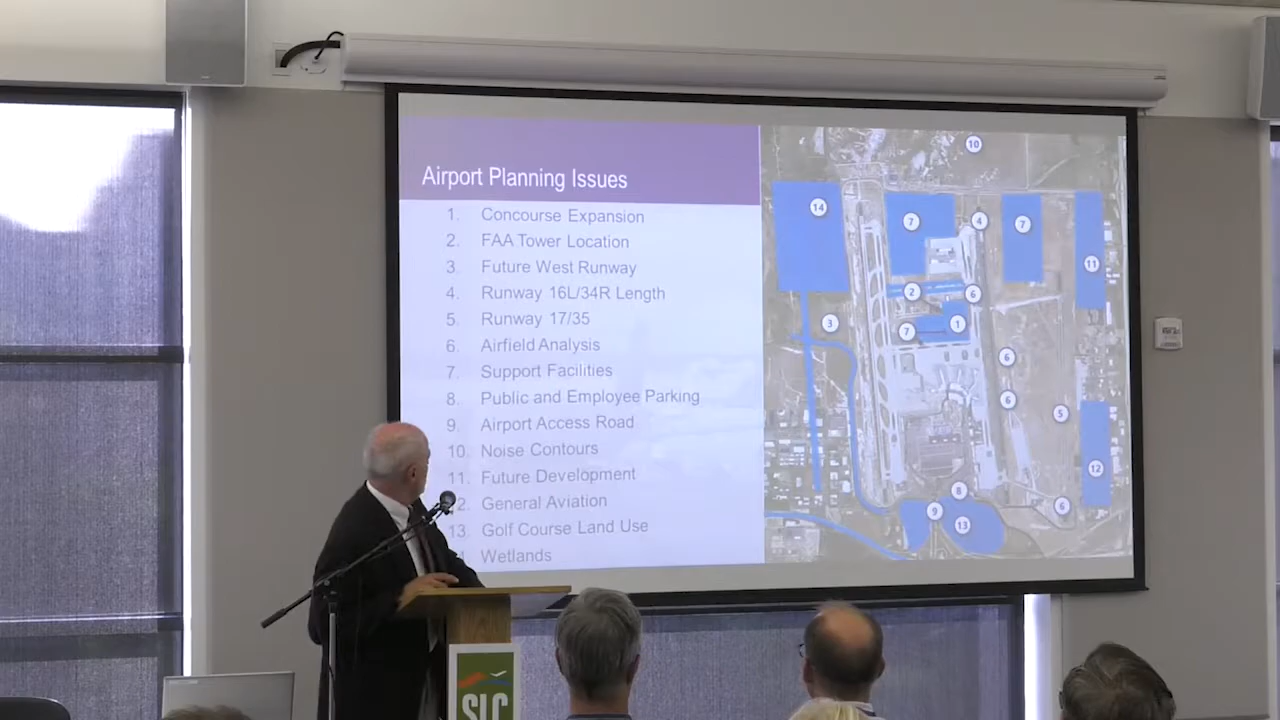 Airport Planning Issues
1. Concourse Expansion
2. FAA Tower Location
3. Future West Runway
4. Runway 16L/34R Length
5. Runway 17/35
6. Airfield Analysis
7. Support Facilities
8. Public and Employee Parking
9. Airport Access Road
10. Noise Contours
11. Future Development
2. General Aviation
13. Golf Course Land Use
Wetlands
10
14
7
4
7
11
2
6
3
7
1
6
6
5
12
8
6
9
13
SLC